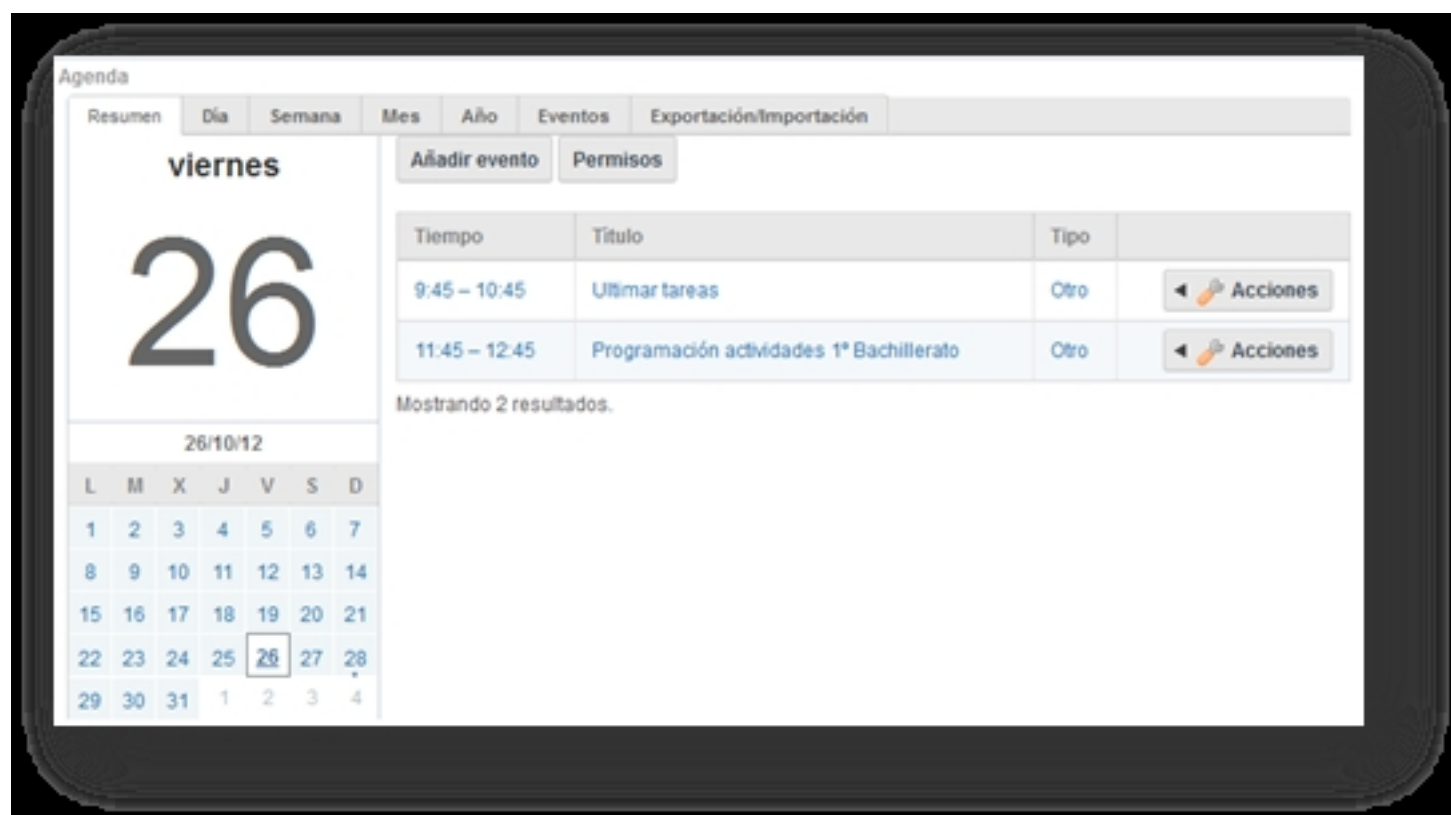 Agenda
Resumen Día Semana Mes Año Eventos Exportación/Importación
viernes
26
26/10/12
L M X J V S D
1 2 3 4 5 6 7
8 9 10 11 12 13 14
15 16 17 18 19 20 21
22 23 24 25 26 27 28
29 30 31 1 2 3 4
Añadir evento Permisos
Tiempo Título Tipo
9:45 – 10:45 Ultimar tareas Otro Acciones
11:45 – 12:45 Programación actividades 1º Bachillerato Otro Acciones
Mostrando 2 resultados.